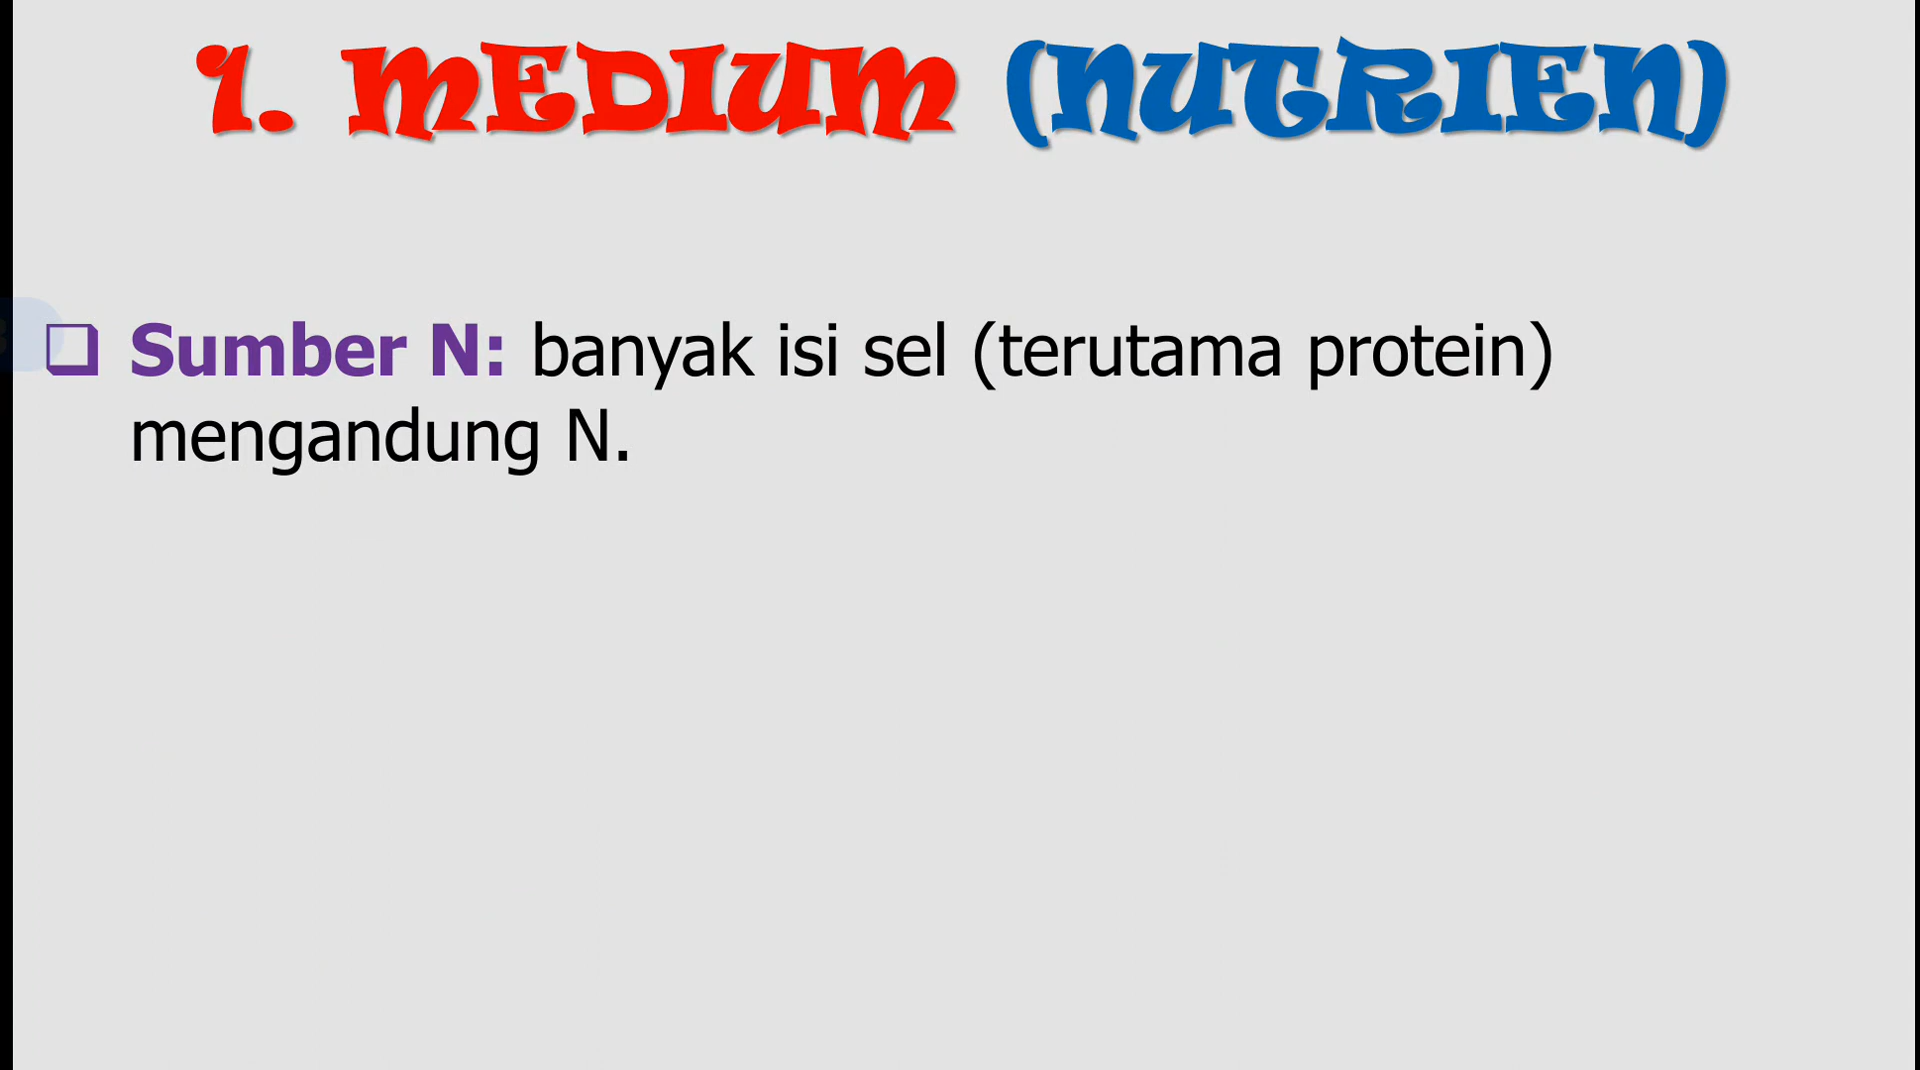 1. MEDIUM (NUTRIEN)
Sumber N: banyak isi sel (terutama protein)
mengandung N.